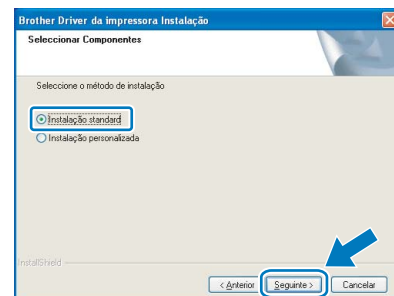 Brother Driver da impressora Instalação
Seleccionar Componentes
Seleccione o método de instalação
Instalação standard
Instalação personalizada
InstallShield
< Anterior Seguinte > Cancelar